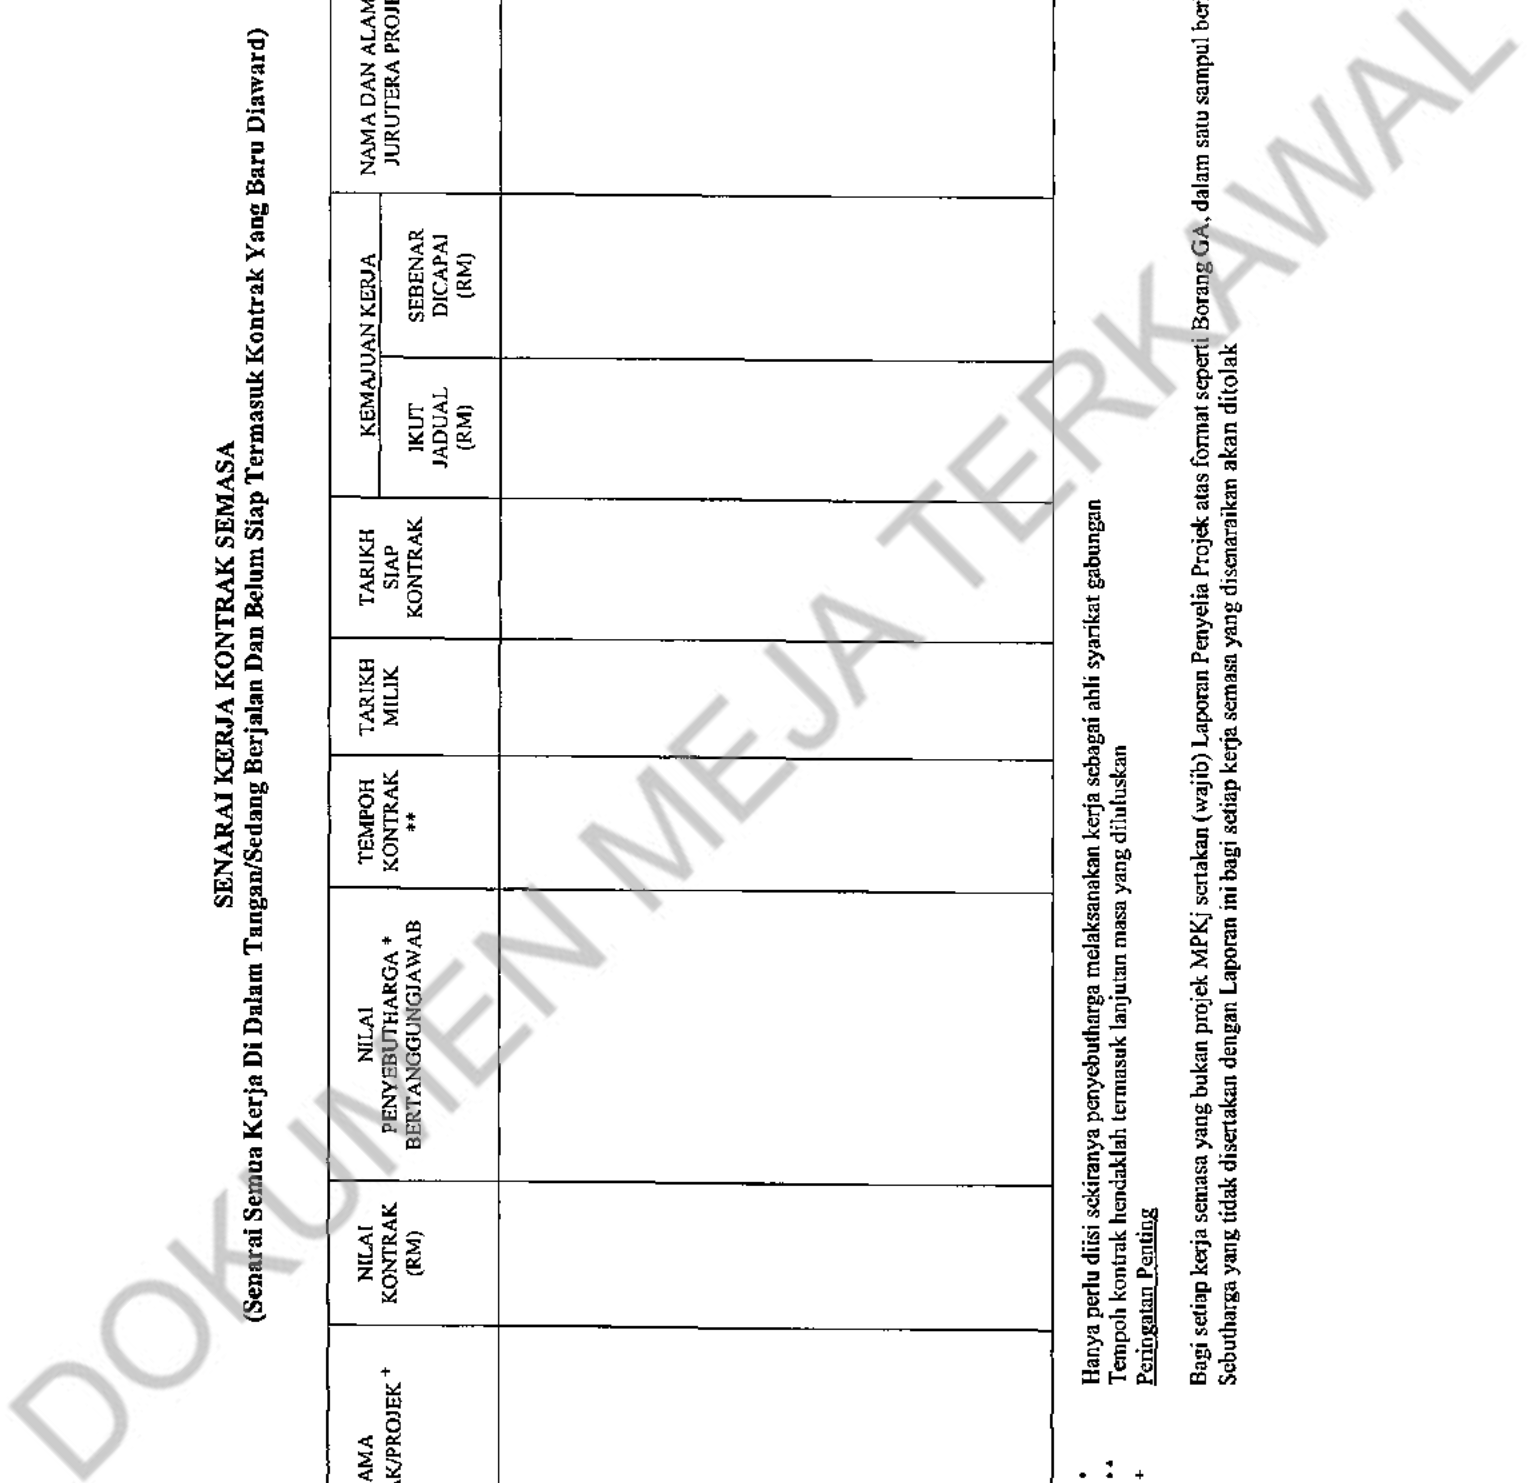 SENARAI KERJA KONTRAK SEMASA
(Senarai Semua Kerja Di Dalam Tangan/Sedang Berjalan Dan Belum Siap Termasuk Kontrak Yang Baru Diaward)
AMA
AK/PROJEK +
NILAI
KONTRAK
(RM)
NILAI
PENYEBUTHARGA *
BERTANGGUNGJAWAB
TEMPOH
KONTRAK
**
TARIKH
MILIK
TARIKH
SIAP
KONTRAK
KEMAJUAN KERJA
IKUT
JADUAL
(RM)
SEBENAR
DICAPAI
(RM)
NAMA DAN ALAM
JURUTERA PROJE
* Hanya perlu diisi sekiranya penyebutharga melaksanakan kerja sebagai ahli syarikat gabungan
** Tempoh kontrak hendaklah termasuk lanjutan masa yang diluluskan
+ Peringatan Penting
Bagi setiap kerja semasa yang bukan projek MPKj sertakan (wajib) Laporan Penyelia Projek atas format seperti Borang GA, dalam satu sampul ber
Sebutharga yang tidak disertakan dengan Laporan ini bagi setiap kerja semasa yang disenaraikan akan ditolak
DOKUMEN MEJA TERKAWAL